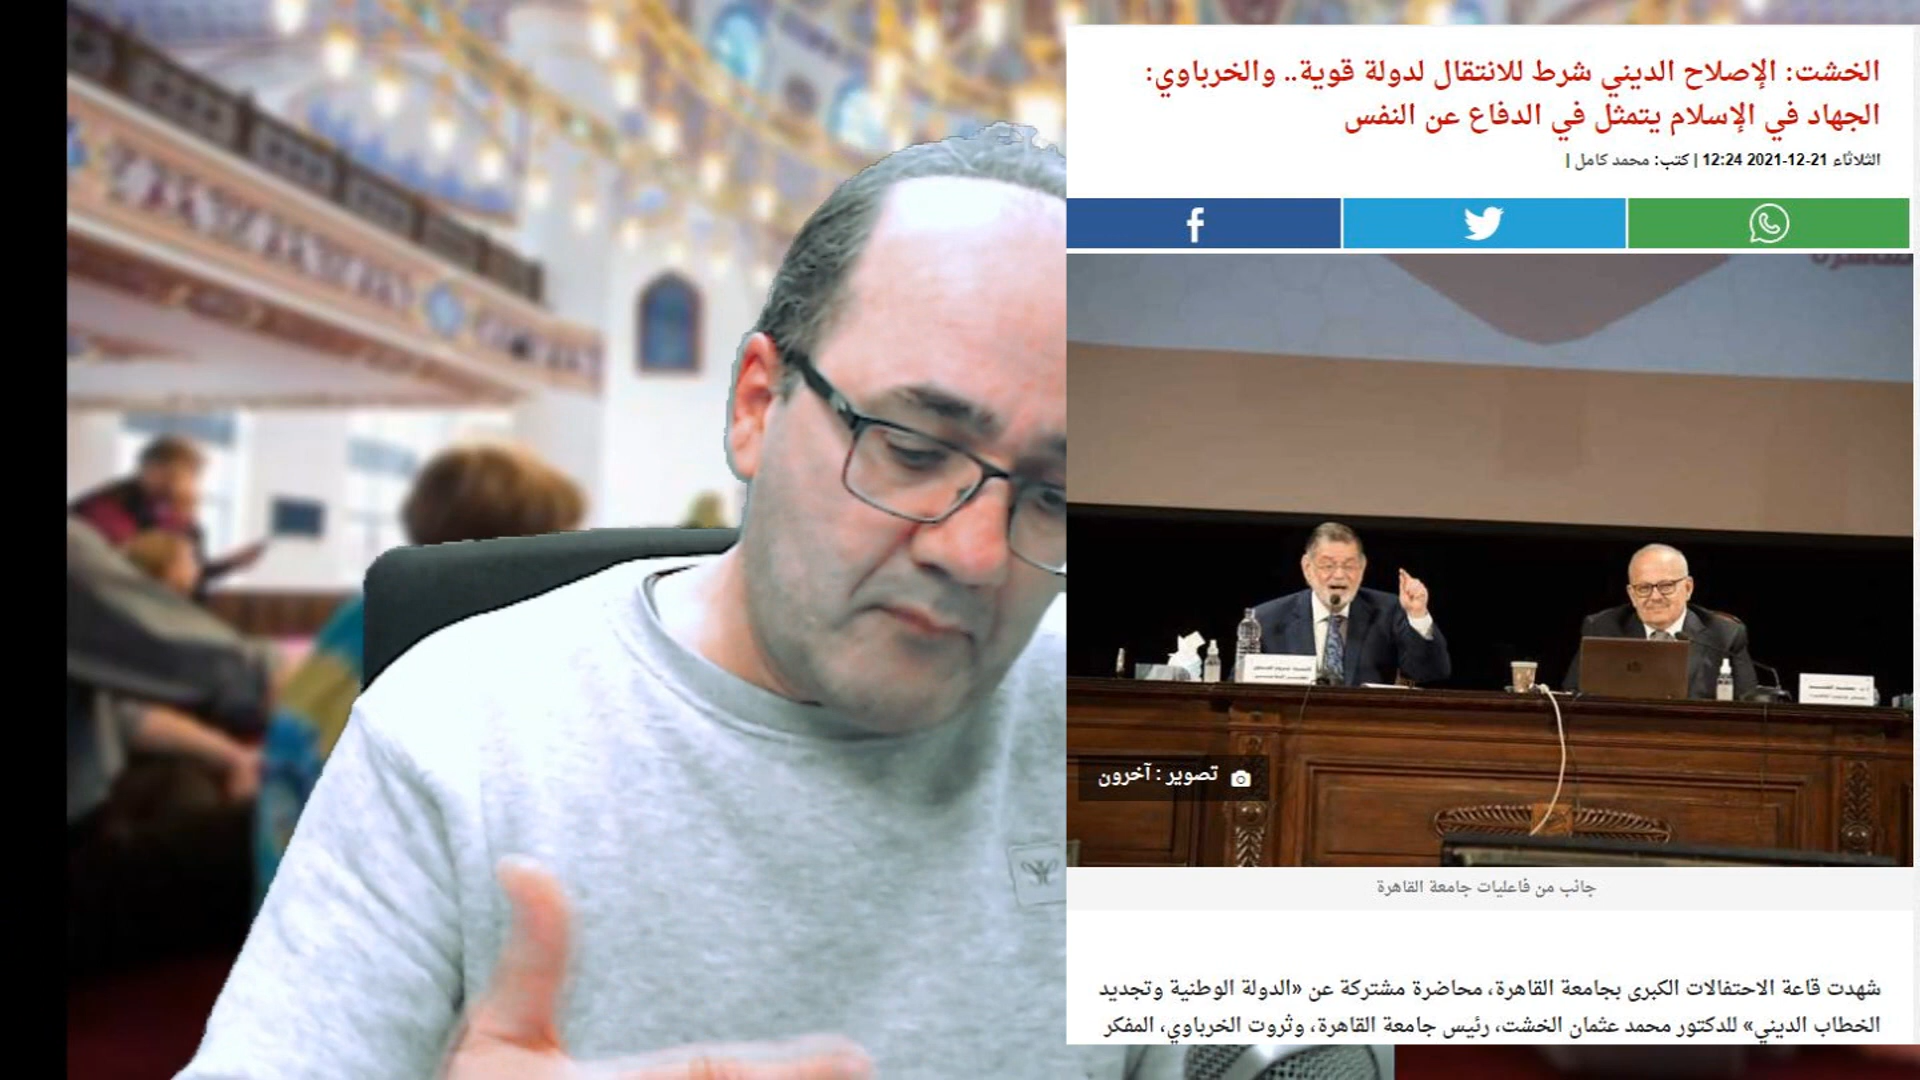 الخشت: الإصلاح الديني شرط للانتقال لدولة قوية.. والخرباوي:
الجهاد في الإسلام يتمثل في الدفاع عن النفس
الثلاثاء 21-12-2021 12:24 | كتب: محمد كامل |
تصوير : آخرون
جانب من فاعليات جامعة القاهرة
شهدت قاعة الاحتفالات الكبرى بجامعة القاهرة، محاضرة مشتركة عن «الدولة الوطنية وتجديد
الخطاب الديني» للدكتور محمد عثمان الخشت، رئيس جامعة القاهرة، وثروت الخرباوي، المفكر